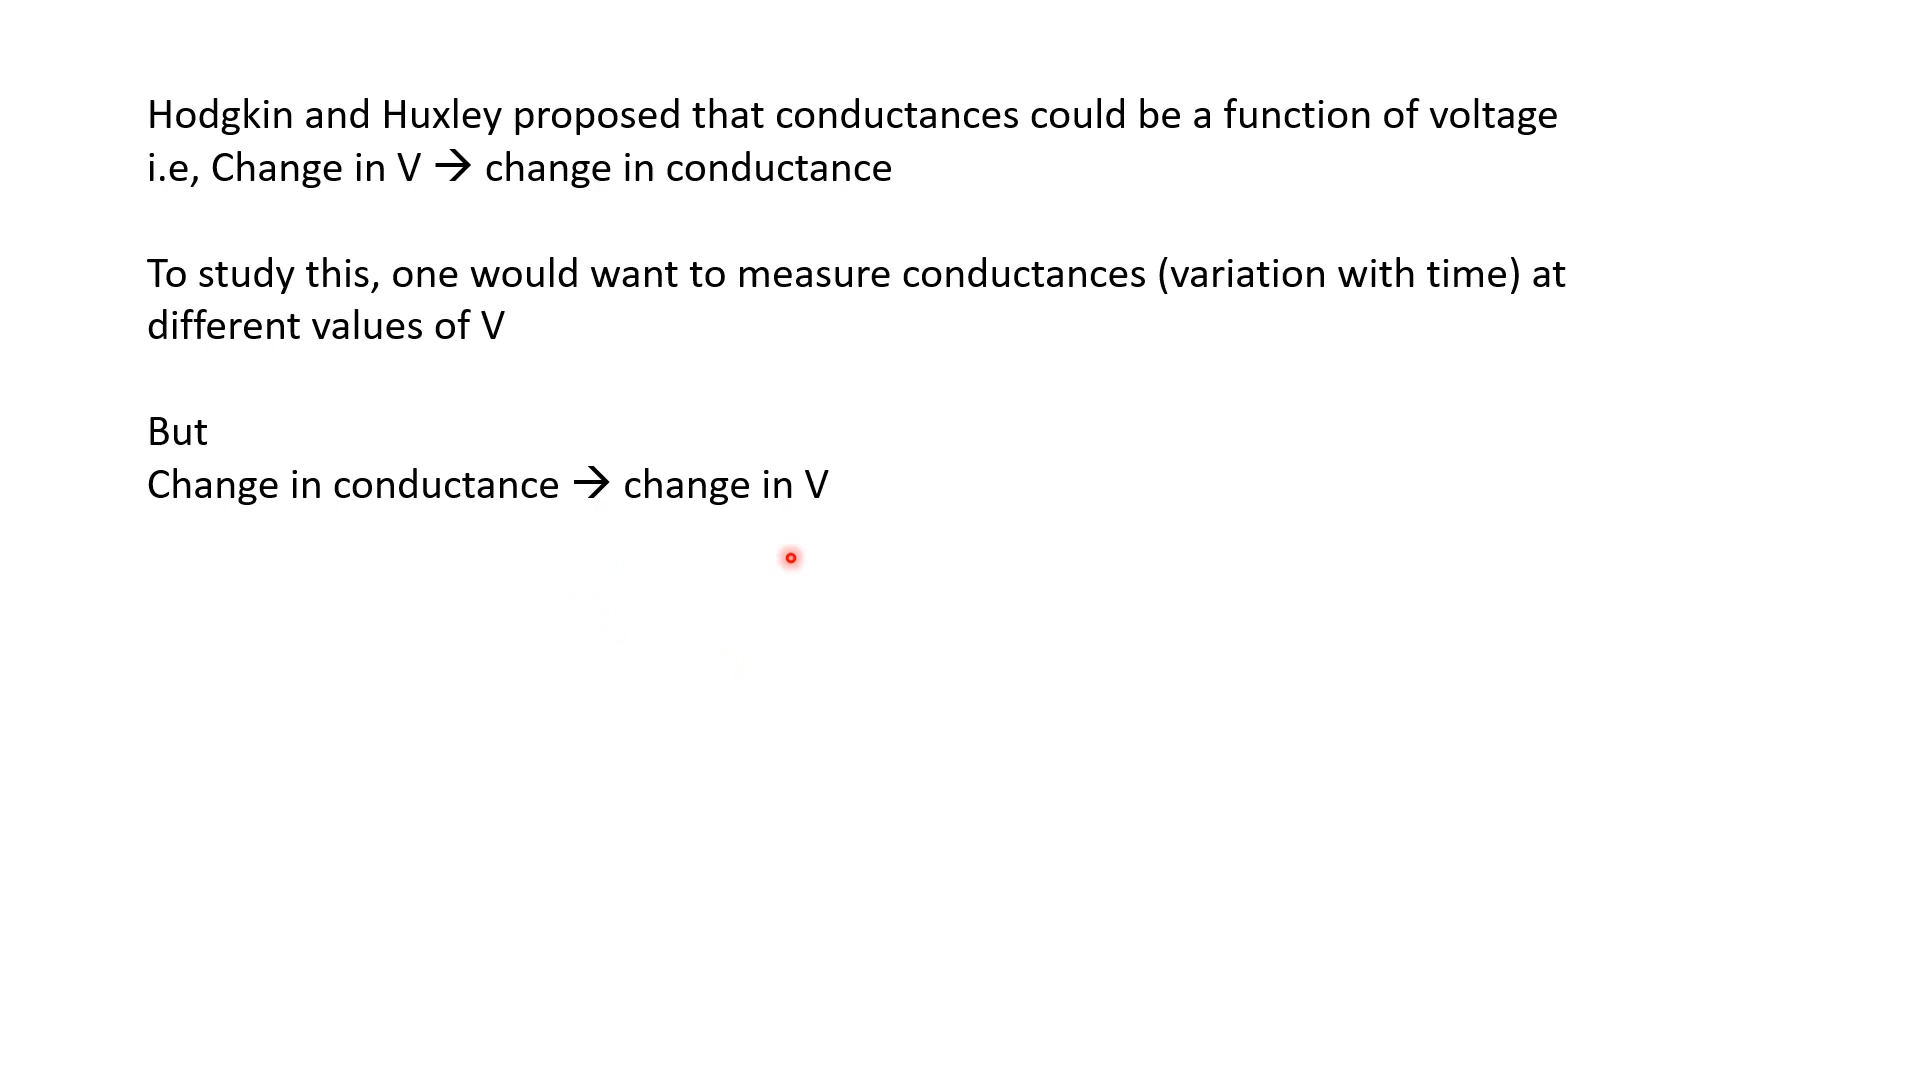 Hodgkin and Huxley proposed that conductances could be a function of voltage
i.e, Change in V → change in conductance
To study this, one would want to measure conductances (variation with time) at
different values of V
But
Change in conductance → change in V